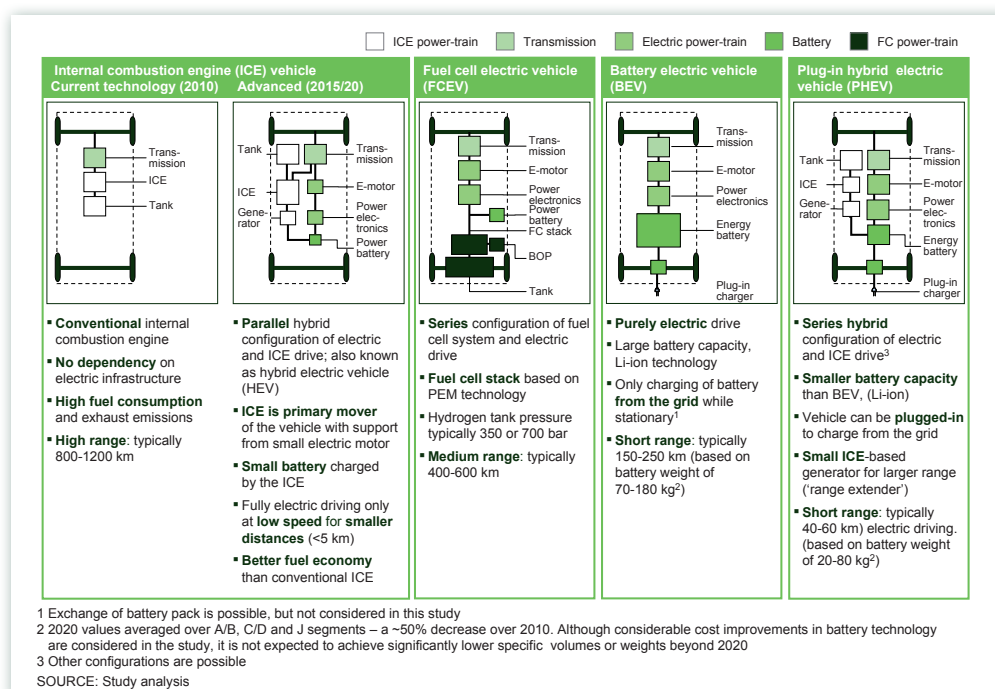 ICE power-train
Transmission
Electric power-train
Battery
FC power-train
Internal combustion engine (ICE) vehicle
Current technology (2010)
Advanced (2015/20)
Trans-
mission
ICE
Tank
Tank
ICE
Gene-
rator
Trans-
mission
E-motor
Power
elec-
tronics
Power
battery
▪ Conventional internal
combustion engine
▪ No dependency on
electric infrastructure
▪ High fuel consumption
and exhaust emissions
▪ High range: typically
800-1200 km
▪ Parallel hybrid
configuration of electric
and ICE drive; also known
as hybrid electric vehicle
(HEV)
▪ ICE is primary mover
of the vehicle with support
from small electric motor
▪ Small battery charged
by the ICE
▪ Fully electric driving only
at low speed for smaller
distances (<5 km)
▪ Better fuel economy
than conventional ICE
Fuel cell electric vehicle
(FCEV)
Trans-
mission
E-motor
Power
electronics
Power
battery
FC stack
BOP
Tank
▪ Series configuration of fuel
cell system and electric
drive
▪ Fuel cell stack based on
PEM technology
▪ Hydrogen tank pressure
typically 350 or 700 bar
▪ Medium range: typically
400-600 km
Battery electric vehicle
(BEV)
Trans-
mission
E-motor
Power
electronics
Energy
battery
Plug-in
charger
▪ Purely electric drive
▪ Large battery capacity,
Li-ion technology
▪ Only charging of battery
from the grid while
stationary¹
▪ Short range: typically
150-250 km (based on
battery weight of
70-180 kg²)
Plug-in hybrid electric
vehicle (PHEV)
Tank
ICE
Gene-
rator
Trans-
mission
E-motor
Power
elec-
tronics
Energy
battery
Plug-in
charger
▪ Series hybrid
configuration of electric
and ICE drive³
▪ Smaller battery capacity
than BEV, (Li-ion)
▪ Vehicle can be plugged-in
to charge from the grid
▪ Small ICE-based
generator for larger range
(‘range extender’)
▪ Short range: typically
40-60 km) electric driving.
(based on battery weight
of 20-80 kg²)
1 Exchange of battery pack is possible, but not considered in this study
2 2020 values averaged over A/B, C/D and J segments – a ~50% decrease over 2010. Although considerable cost improvements in battery technology
are considered in the study, it is not expected to achieve significantly lower specific volumes or weights beyond 2020
3 Other configurations are possible
SOURCE: Study analysis